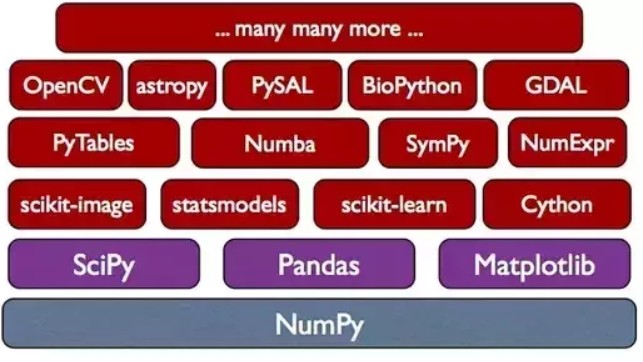 ... many many more ...
OpenCV astropy PySAL BioPython GDAL
PyTables Numba SymPy NumExpr
scikit-image statsmodels scikit-learn Cython
SciPy Pandas Matplotlib
NumPy